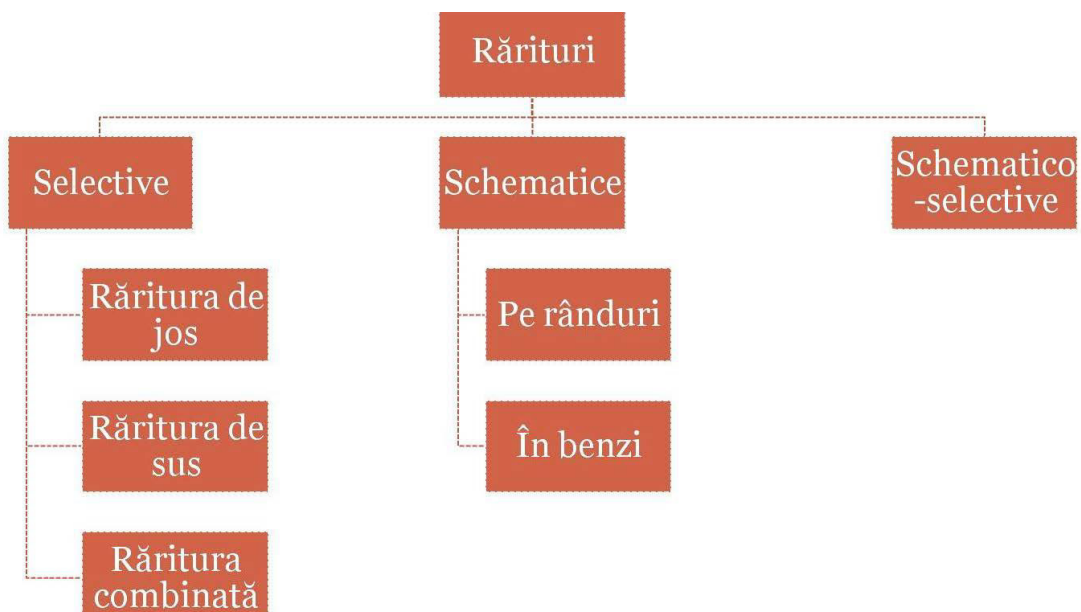 Rărituri
Selective
Schematice
Schematico
-selective
Răritura de
jos
Pe rânduri
Răritura de
sus
În benzi
Răritura
combinată